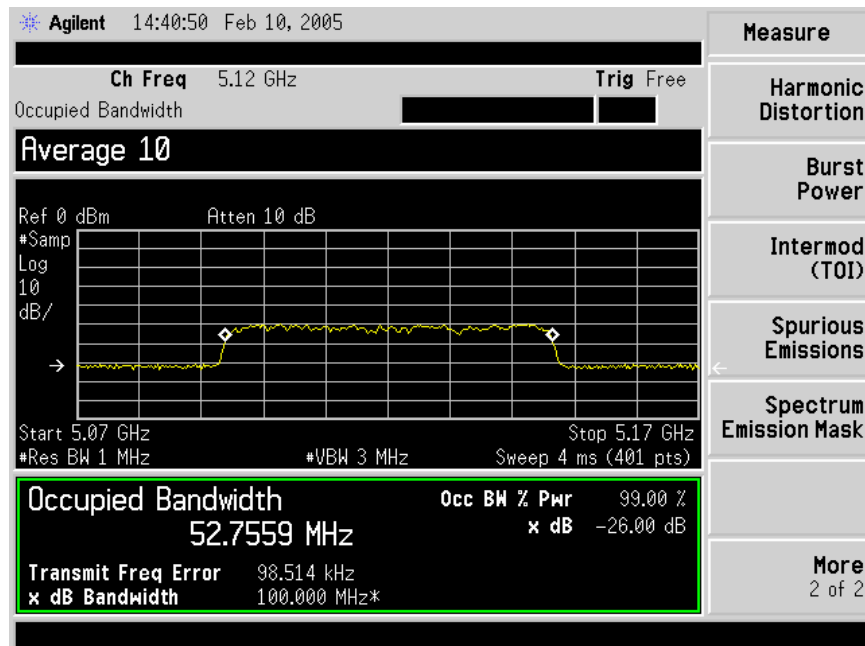 Agilent 14:40:50 Feb 10, 2005
Measure
Ch Freq 5.12 GHz Trig Free
Occupied Bandwidth
Average 10
Ref 0 dBm Atten 10 dB
#Samp
Log
10
dB/
Start 5.07 GHz Stop 5.17 GHz
#Res BW 1 MHz #VBW 3 MHz Sweep 4 ms (401 pts)
Occupied Bandwidth Occ BW % Pwr 99.00 %
52.7559 MHz x dB -26.00 dB
Transmit Freq Error 98.514 kHz
x dB Bandwidth 100.000 MHz*
Harmonic
Distortion
Burst
Power
Intermod
(TOI)
Spurious
Emissions
Spectrum
Emission Mask
More
2 of 2